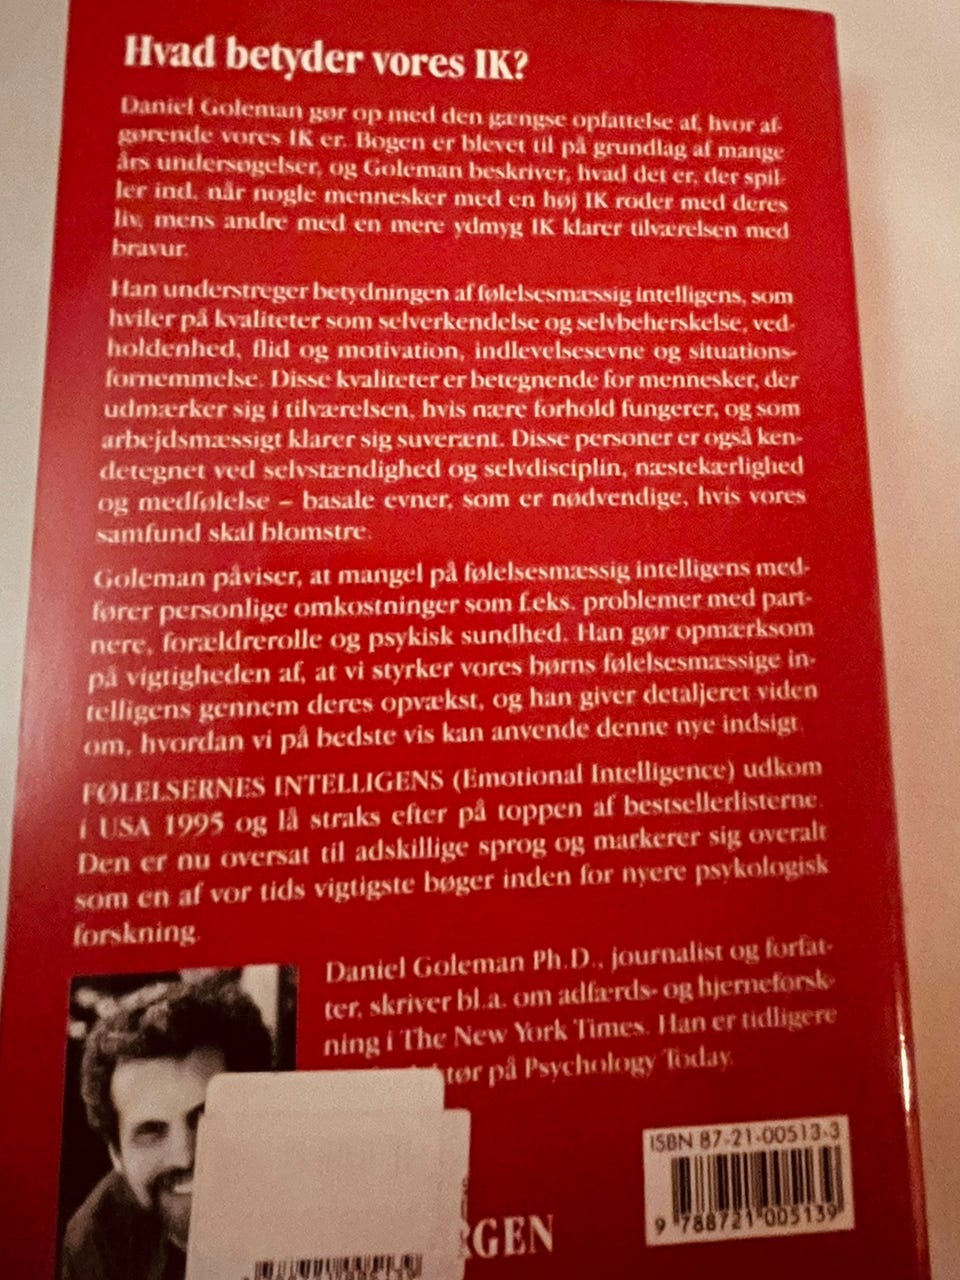 Hvad betyder vores IK?
Daniel Goleman gør op med den gængse opfattelse af, hvor af-
gørende vores IK er. Bogen er blevet til på grundlag af mange
års undersøgelser, og Goleman beskriver, hvad det er, der spil-
ler ind, når nogle mennesker med en høj IK roder med deres
liv, mens andre med en mere ydmyg IK klarer tilværelsen med
bravur.
Han understreger betydningen af følelsesmæssig intelligens, som
hviler på kvaliteter som selverkendelse og selvbeherskelse, ved-
holdenhed, flid og motivation, indlevelsesevne og situations-
fornemmelse. Disse kvaliteter er betegnende for mennesker, der
udmærker sig i tilværelsen, hvis nære forhold fungerer, og som
arbejdsmæssigt klarer sig suverænt. Disse personer er også ken-
detegnet ved selvstændighed og selvdisciplin, næstekærlighed
og medfølelse – basale evner, som er nødvendige, hvis vores
samfund skal blomstre.
Goleman påviser, at mangel på følelsesmæssig intelligens med-
fører personlige omkostninger som f.eks. problemer med part-
nere, forældrerolle og psykisk sundhed. Han gør opmærksom
på vigtigheden af, at vi styrker vores børns følelsesmæssige in-
telligens gennem deres opvækst, og han giver detaljeret viden
om, hvordan vi på bedste vis kan anvende denne nye indsigt.
FØLELSERNES INTELLIGENS (Emotional Intelligence) udkom
i USA 1995 og lå straks efter på toppen af bestsellerlisterne.
Den er nu oversat til adskillige sprog og markerer sig overalt
som en af vor tids vigtigste bøger inden for nyere psykologisk
forskning.
Daniel Goleman Ph.D., journalist og forfat-
ter, skriver bl.a. om adfærds- og hjerneforsk-
ning i The New York Times. Han er tidligere
tør på Psychology Today.
ISBN 87-21-00513-3
9 788721 005139
RGEN